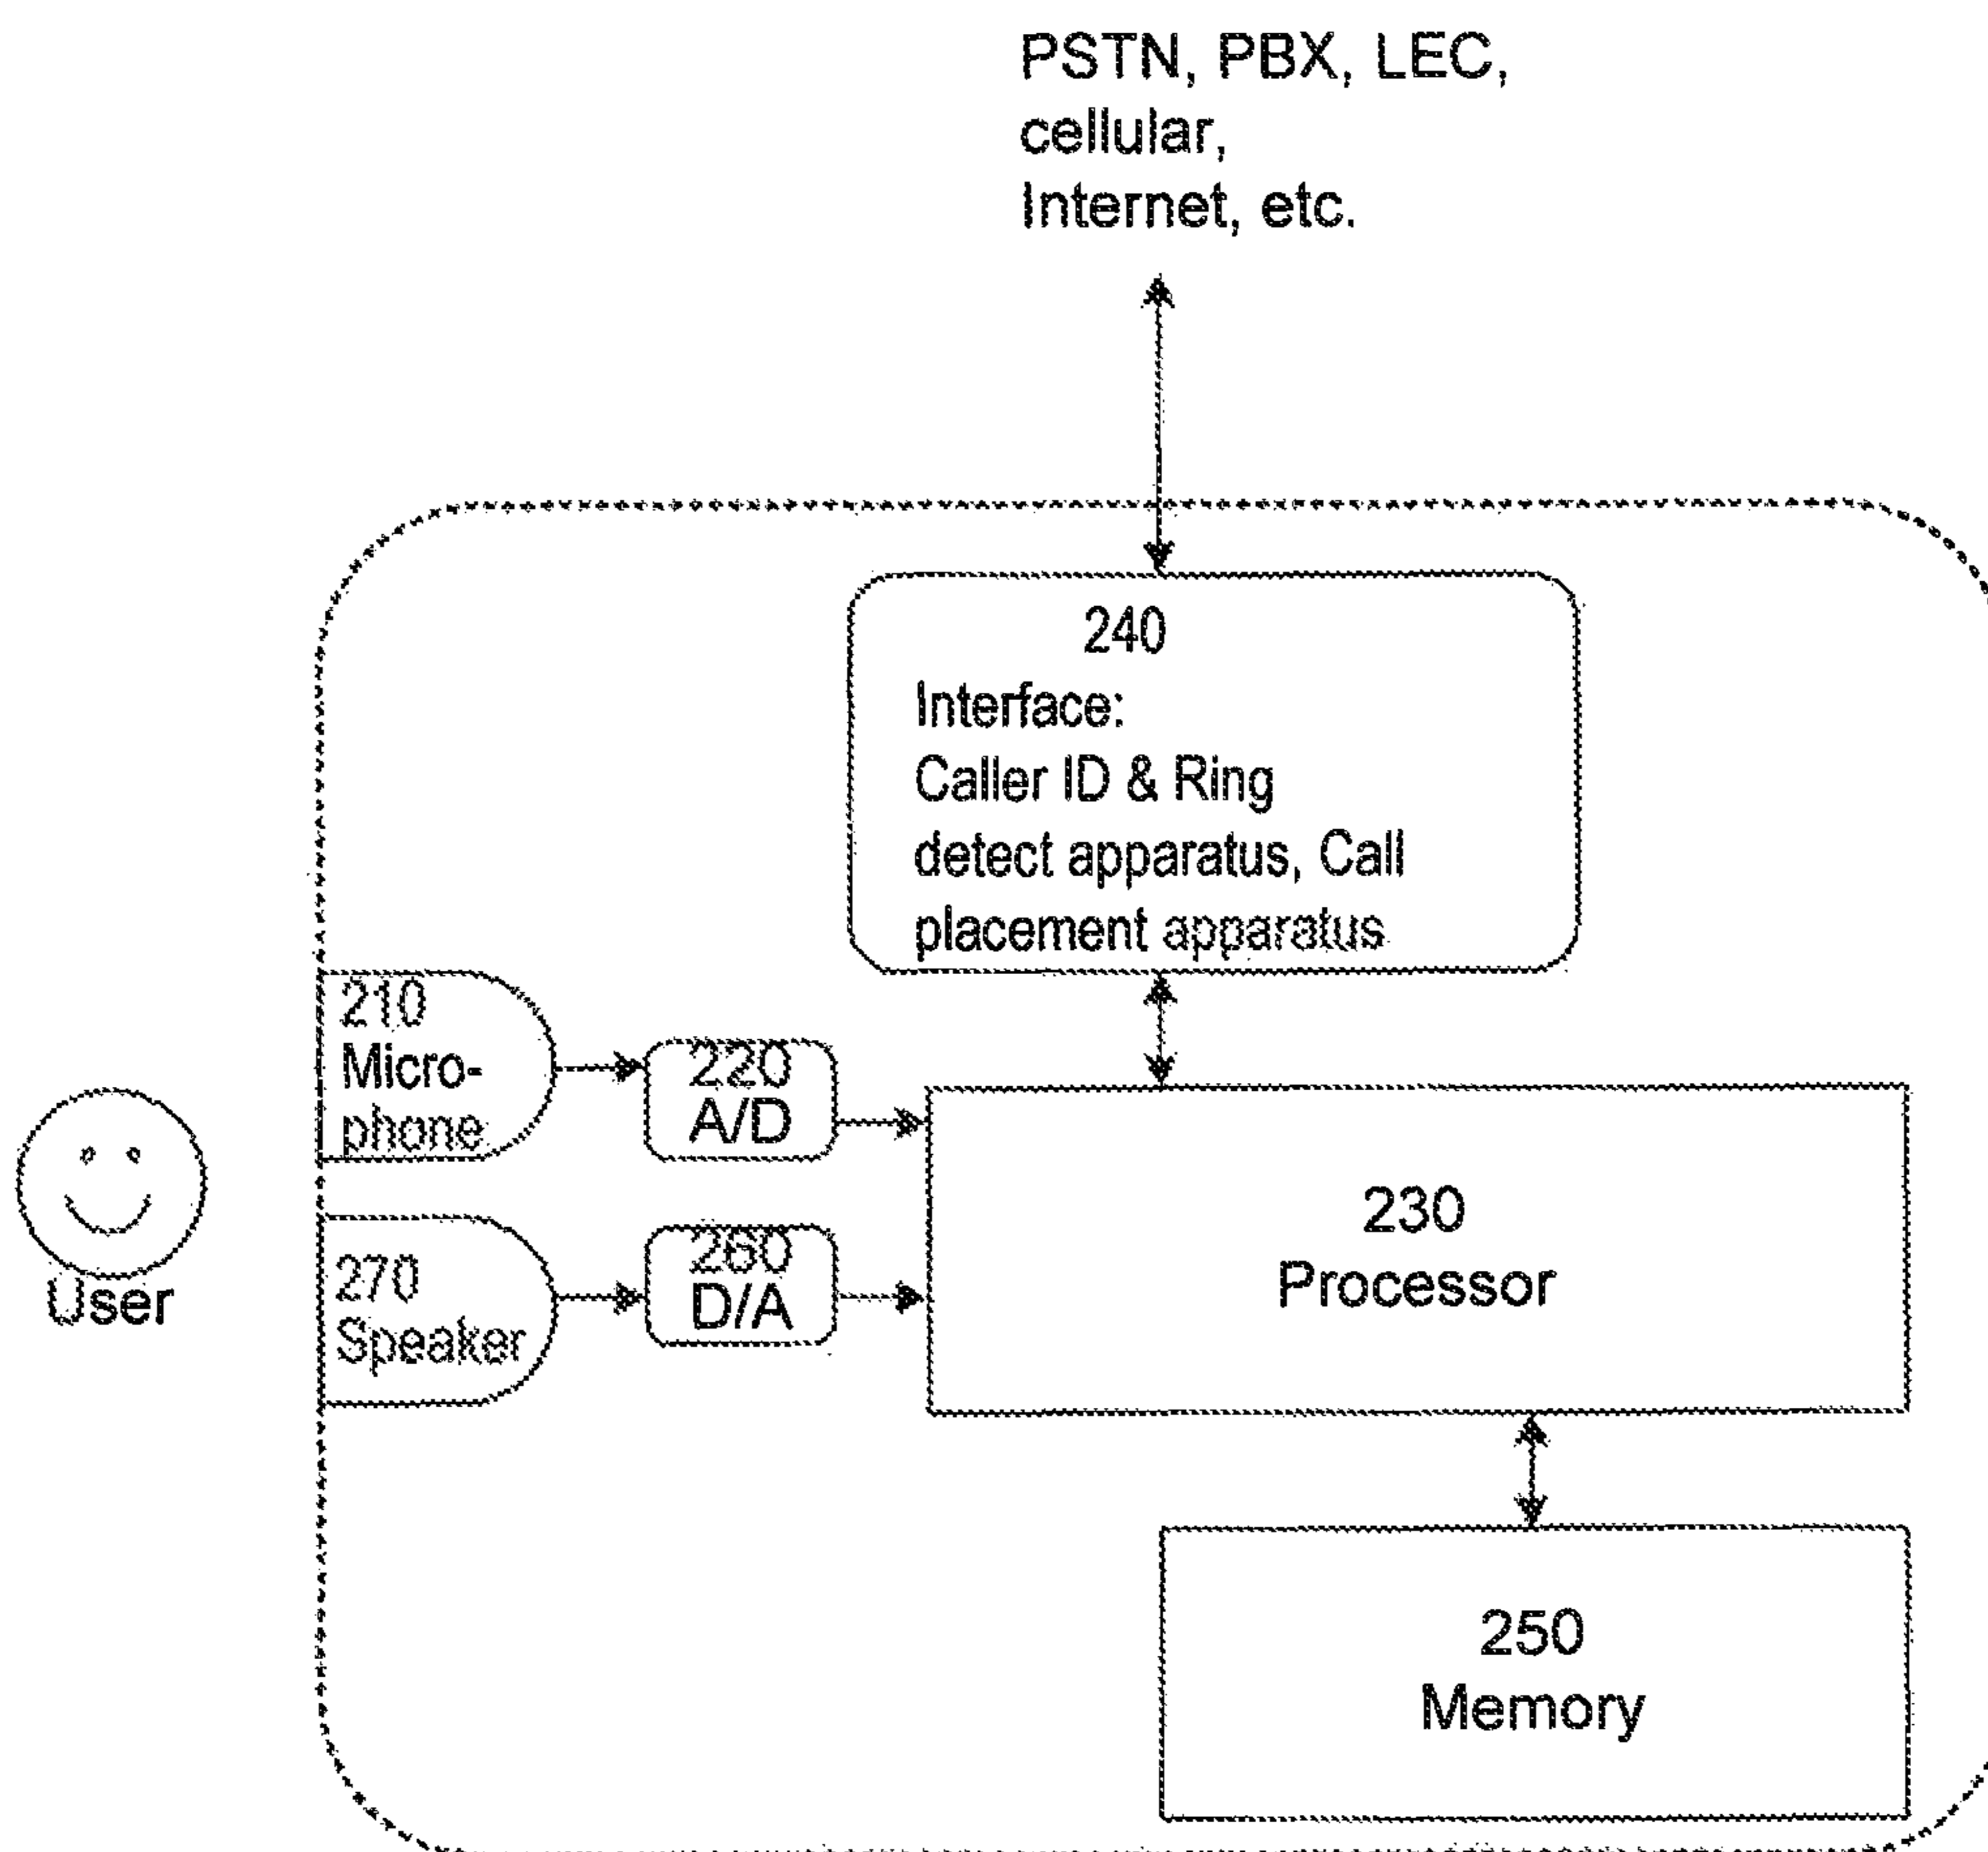 PSTN, PBX, LEC,
cellular,
Internet, etc.
240
Interface:
Caller ID & Ring
detect apparatus, Call
placement apparatus
210
Micro-
phone
220
A/D
230
Processor
User
270
Speaker
260
D/A
250
Memory